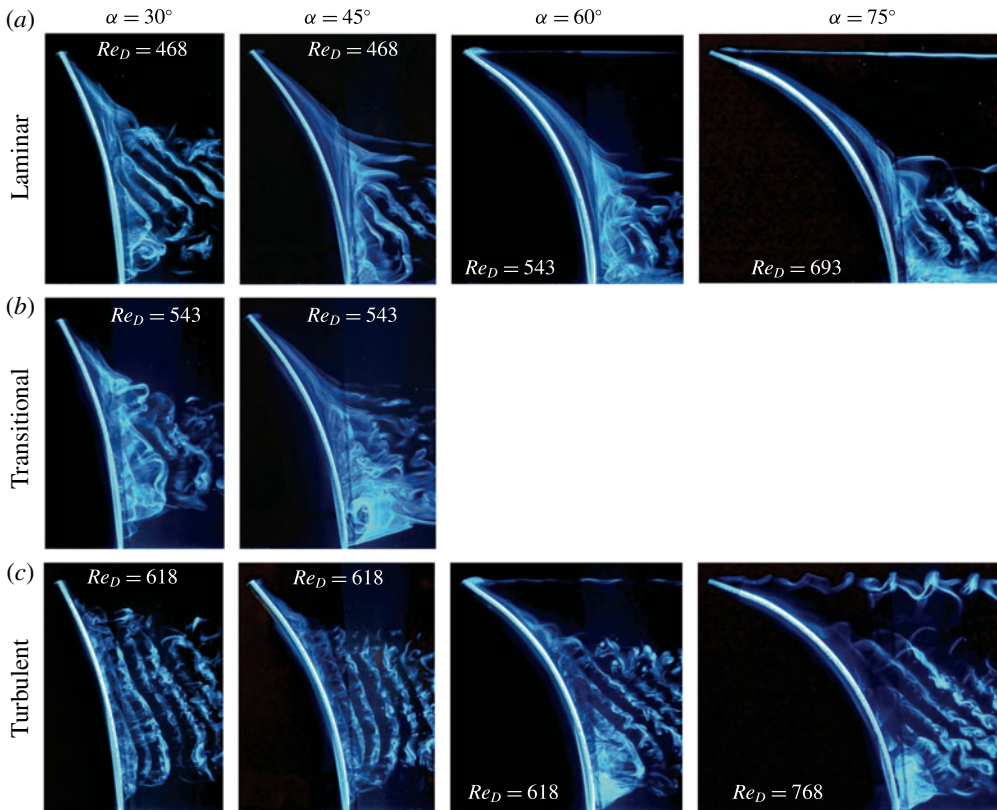 (a) α = 30° α = 45° α = 60° α = 75°
Laminar
Re_D = 468 Re_D = 468
Re_D = 543 Re_D = 693
(b)
Transitional
Re_D = 543 Re_D = 543
(c)
Turbulent
Re_D = 618 Re_D = 618
Re_D = 618 Re_D = 768